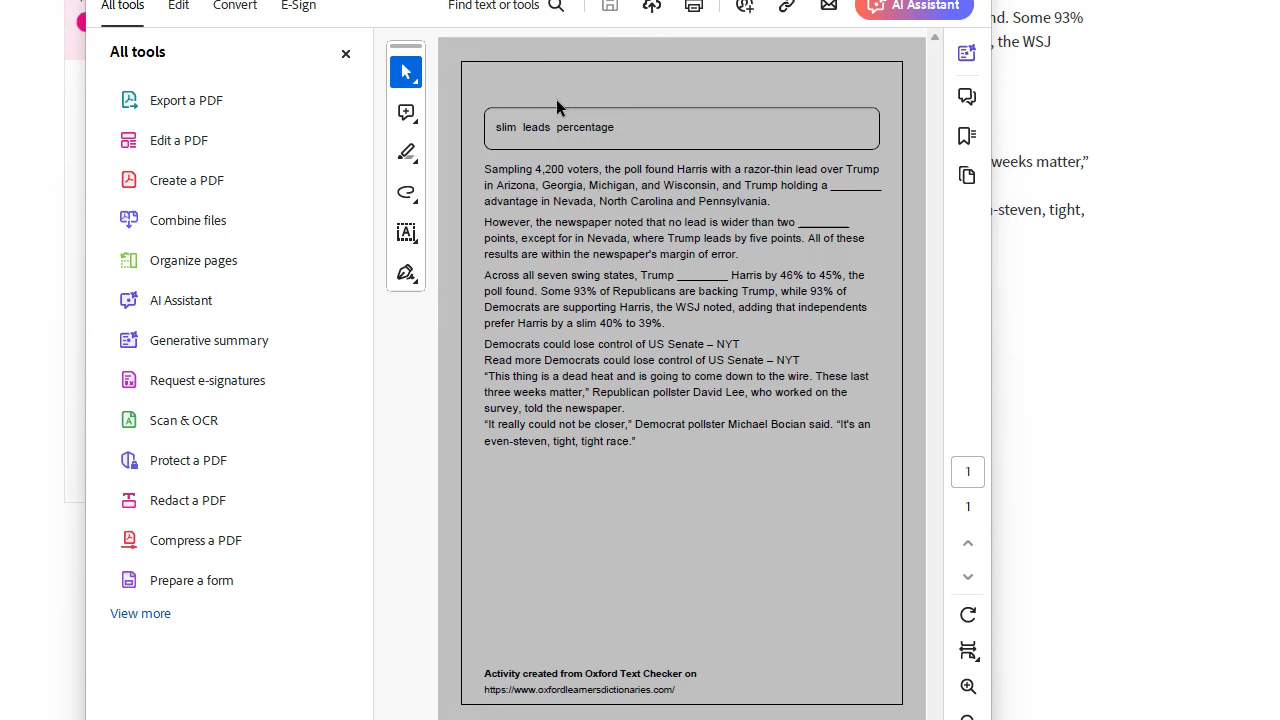 All tools Edit Convert E-Sign Find text or tools AI Assistant
nd. Some 93%
, the WSJ
All tools
Export a PDF
Edit a PDF
Create a PDF
Combine files
Organize pages
AI Assistant
Generative summary
Request e-signatures
Scan & OCR
Protect a PDF
Redact a PDF
Compress a PDF
Prepare a form
View more
slim leads percentage
Sampling 4,200 voters, the poll found Harris with a razor-thin lead over Trump
in Arizona, Georgia, Michigan, and Wisconsin, and Trump holding a ________
advantage in Nevada, North Carolina and Pennsylvania.
However, the newspaper noted that no lead is wider than two ________
points, except for in Nevada, where Trump leads by five points. All of these
results are within the newspaper's margin of error.
Across all seven swing states, Trump ________ Harris by 46% to 45%, the
poll found. Some 93% of Republicans are backing Trump, while 93% of
Democrats are supporting Harris, the WSJ noted, adding that independents
prefer Harris by a slim 40% to 39%.
Democrats could lose control of US Senate – NYT
Read more Democrats could lose control of US Senate – NYT
“This thing is a dead heat and is going to come down to the wire. These last
three weeks matter,” Republican pollster David Lee, who worked on the
survey, told the newspaper.
“It really could not be closer,” Democrat pollster Michael Bocian said. “It's an
even-steven, tight, tight race.”
Activity created from Oxford Text Checker on
https://www.oxfordlearnersdictionaries.com/
1
1
weeks matter,”
-steven, tight,